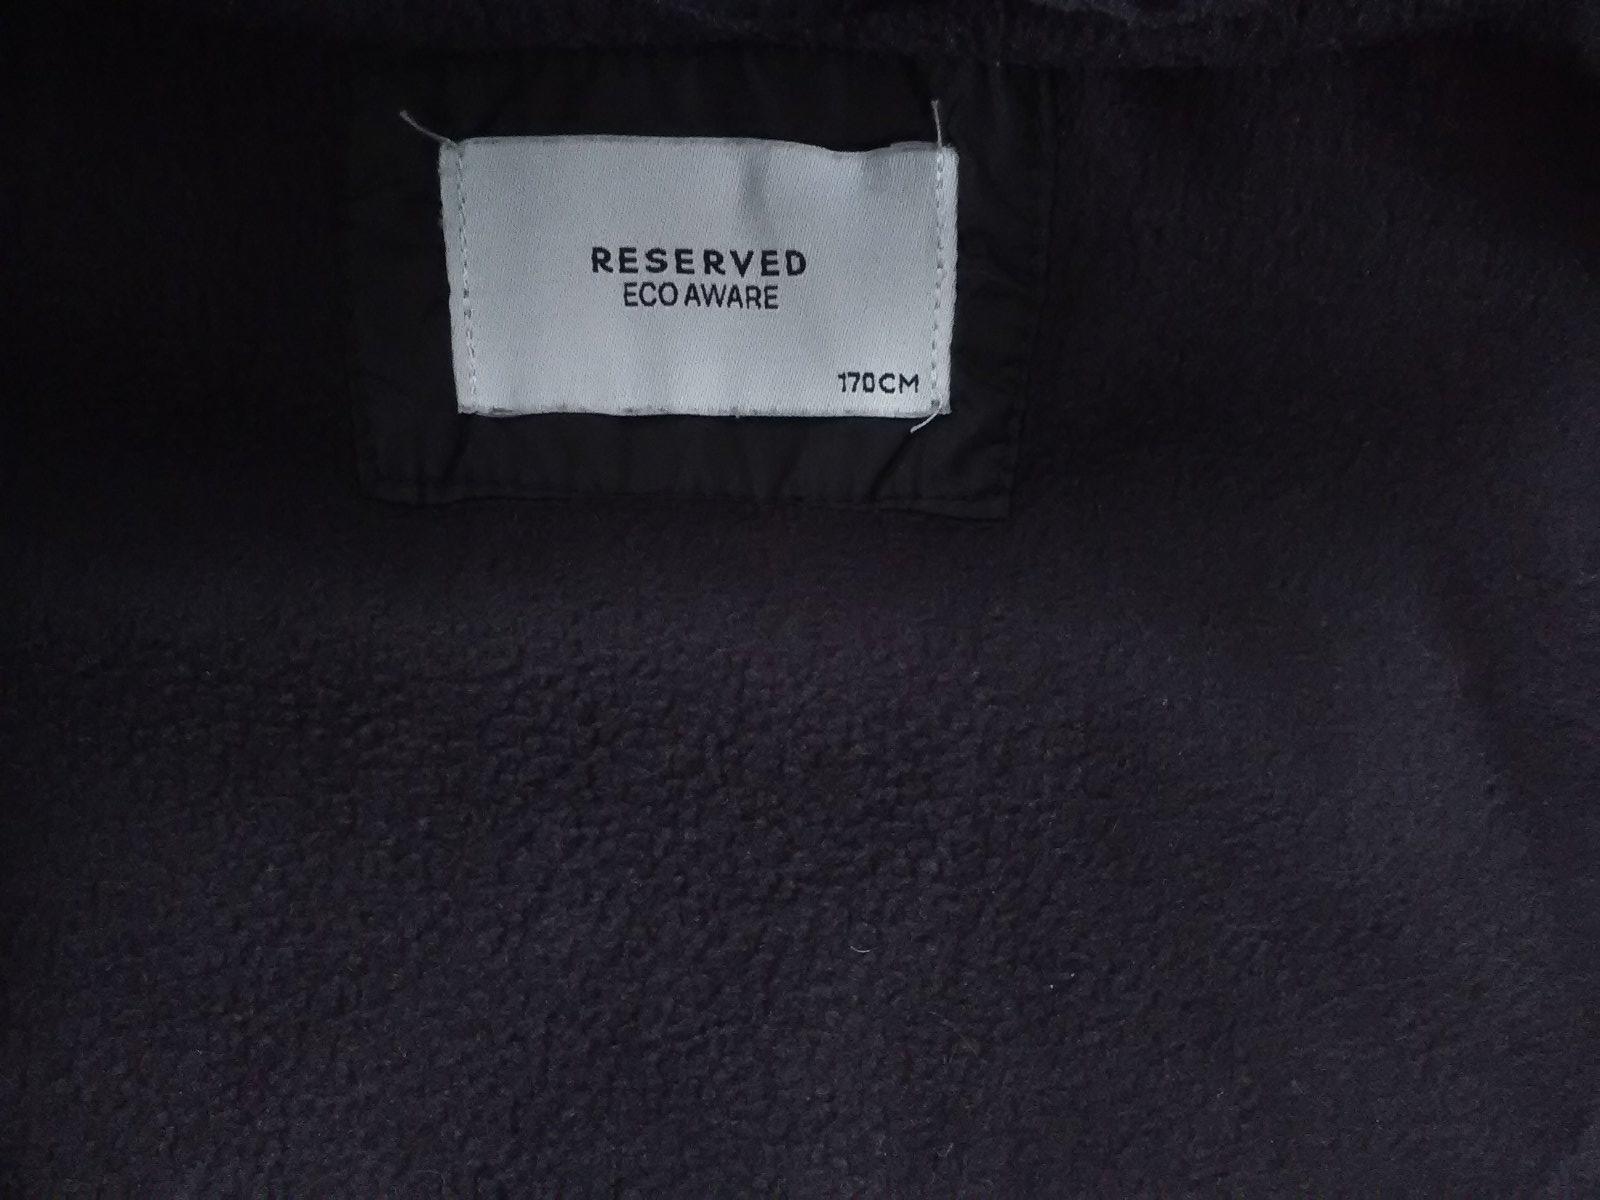 RESERVED
ECO AWARE
170CM